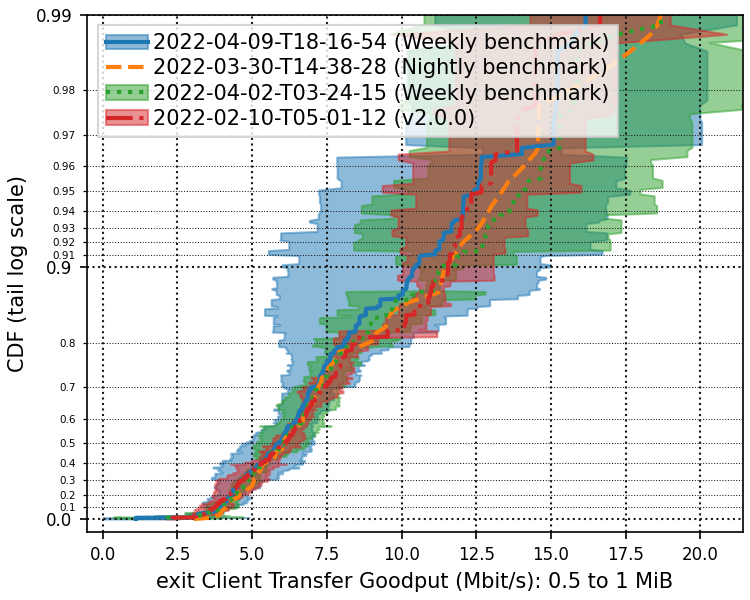 0.99
2022-04-09-T18-16-54 (Weekly benchmark)
2022-03-30-T14-38-28 (Nightly benchmark)
2022-04-02-T03-24-15 (Weekly benchmark)
2022-02-10-T05-01-12 (v2.0.0)
0.98
0.97
0.96
0.95
0.94
0.93
0.92
0.91
0.9
0.8
0.7
0.6
0.5
0.4
0.3
0.2
0.1
0.0
CDF (tail log scale)
0.0 2.5 5.0 7.5 10.0 12.5 15.0 17.5 20.0
exit Client Transfer Goodput (Mbit/s): 0.5 to 1 MiB